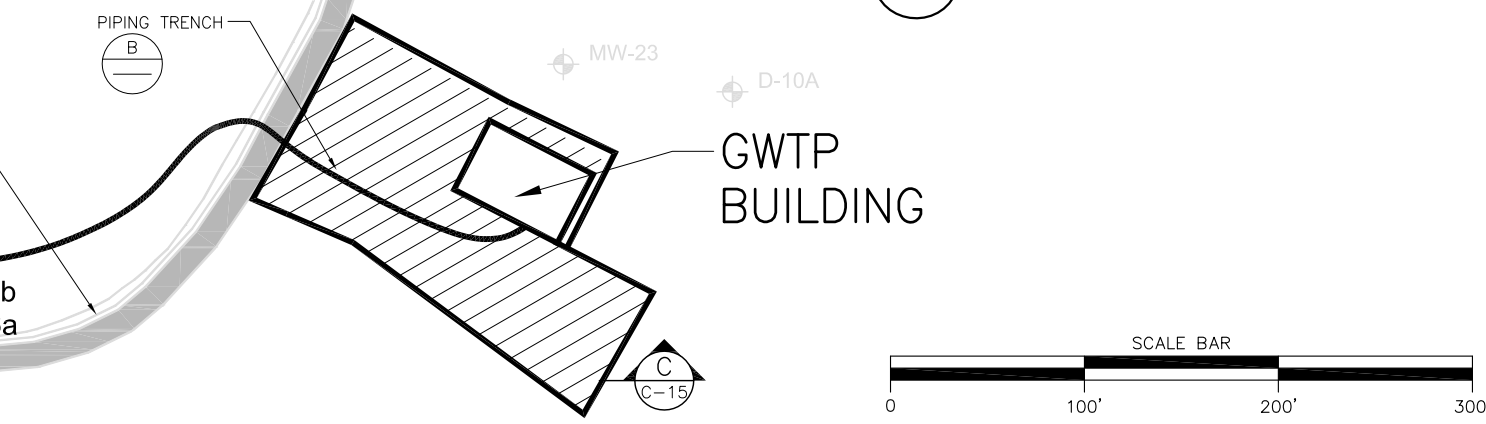 PIPING TRENCH
B
MW-23
D-10A
GWTP
BUILDING
b
a
SCALE BAR
C
C-15
0
100'
200'
300